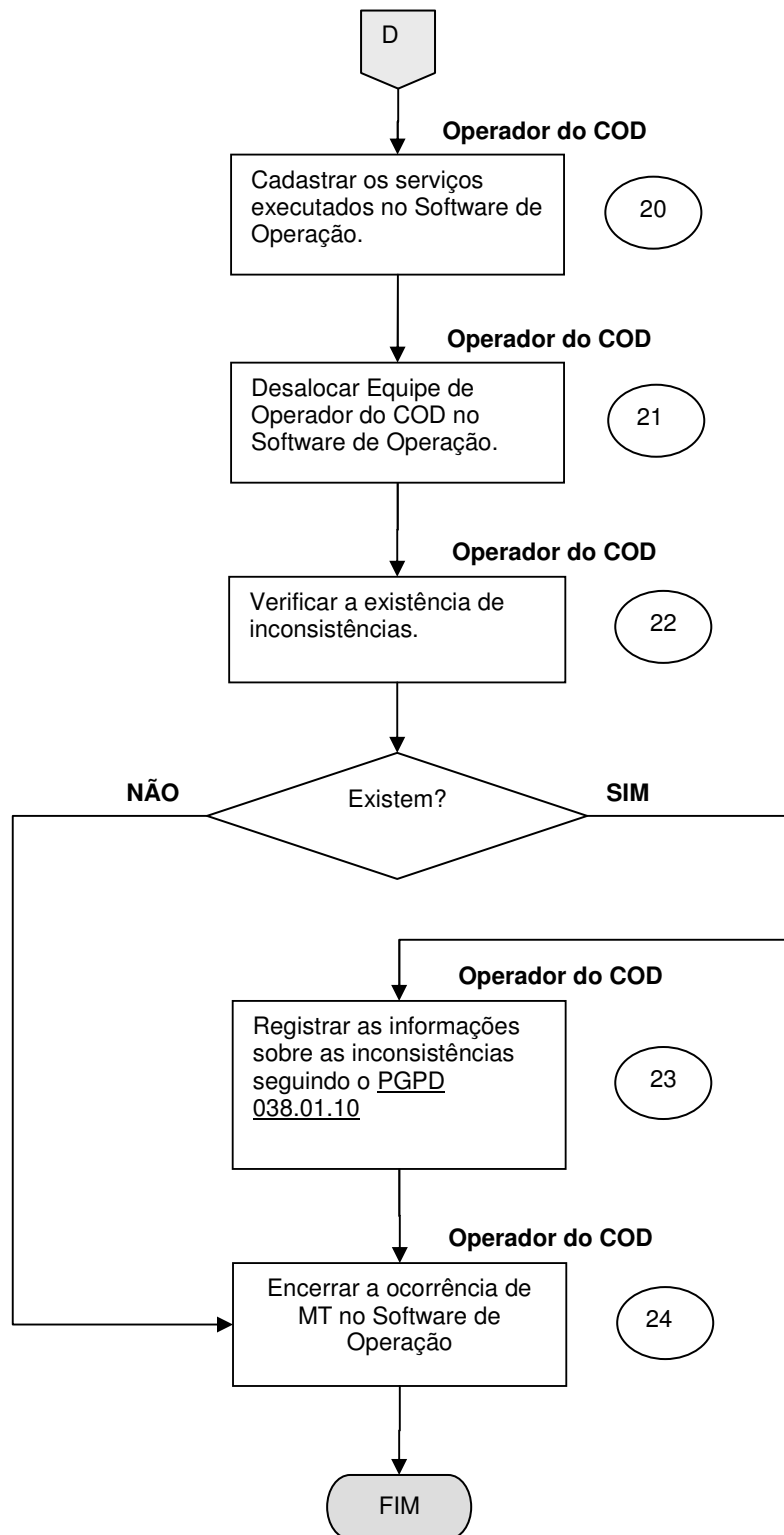 D
Operador do COD
Cadastrar os serviços
executados no Software de
Operação.
20
Operador do COD
Desalocar Equipe de
Operador do COD no
Software de Operação.
21
Operador do COD
Verificar a existência de
inconsistências.
22
NÃO
Existem?
SIM
Operador do COD
Registrar as informações
sobre as inconsistências
seguindo o PGPD
038.01.10
23
Operador do COD
Encerrar a ocorrência de
MT no Software de
Operação
24
FIM